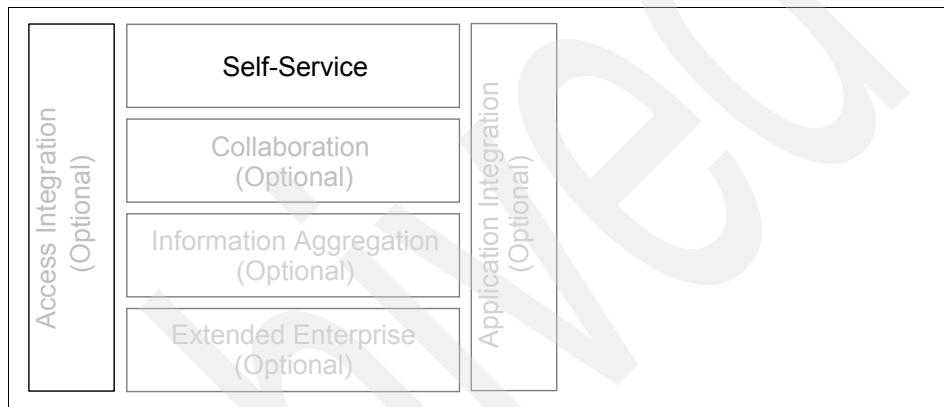 Access Integration
(Optional)
Self-Service
Collaboration
(Optional)
Information Aggregation
(Optional)
Extended Enterprise
(Optional)
Application Integration
(Optional)